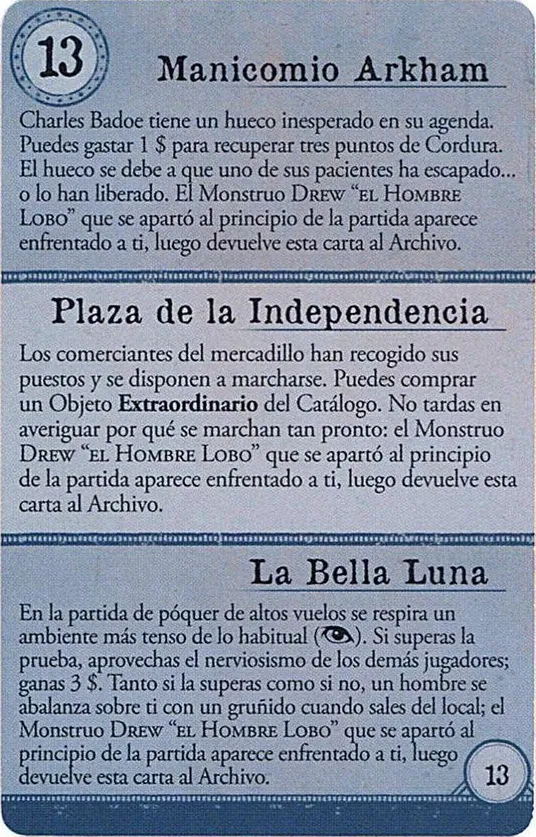 13
Manicomio Arkham
Charles Badoe tiene un hueco inesperado en su agenda.
Puedes gastar 1 $ para recuperar tres puntos de Cordura.
El hueco se debe a que uno de sus pacientes ha escapado...
o lo han liberado. El Monstruo DREW “EL HOMBRE
LOBO” que se apartó al principio de la partida aparece
enfrentado a ti, luego devuelve esta carta al Archivo.
Plaza de la Independencia
Los comerciantes del mercadillo han recogido sus
puestos y se disponen a marcharse. Puedes comprar
un Objeto Extraordinario del Catálogo. No tardas en
averiguar por qué se marchan tan pronto: el Monstruo
DREW “EL HOMBRE LOBO” que se apartó al principio
de la partida aparece enfrentado a ti, luego devuelve esta
carta al Archivo.
La Bella Luna
En la partida de póquer de altos vuelos se respira un
ambiente más tenso de lo habitual (). Si superas la
prueba, aprovechas el nerviosismo de los demás jugadores;
ganas 3 $. Tanto si la superas como si no, un hombre se
abalanza sobre ti con un gruñido cuando sales del local; el
Monstruo DREW “EL HOMBRE LOBO” que se apartó al
principio de la partida aparece enfrentado a ti, luego
devuelve esta carta al Archivo.
13